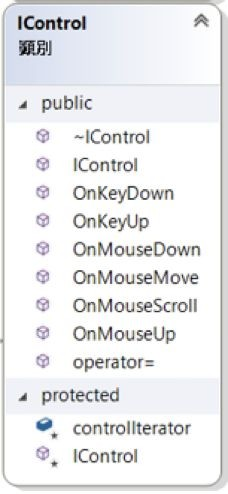 IControl
類別
public
~IControl
IControl
OnKeyDown
OnKeyUp
OnMouseDown
OnMouseMove
OnMouseScroll
OnMouseUp
operator=
protected
controlIterator
IControl